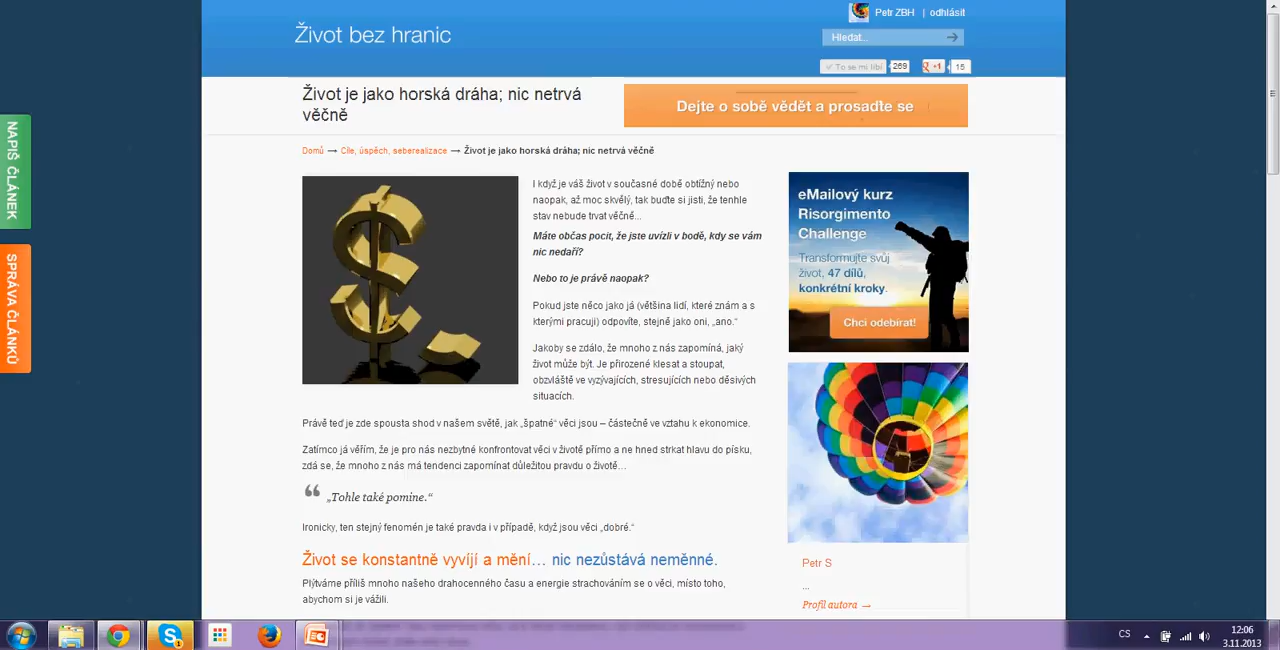 Petr ZBH | odhlásit
Život bez hranic
Hledat...
To se mi líbí 269 +1 15
Život je jako horská dráha; nic netrvá
věčně
Dejte o sobě vědět a prosaďte se
NAPIŠ ČLÁNEK
SPRÁVA ČLÁNKŮ
Domů → Cíle, úspěch, seberealizace → Život je jako horská dráha; nic netrvá věčně
I když je váš život v současné době obtížný nebo
naopak, až moc skvělý, tak buďte si jisti, že tenhle
stav nebude trvat věčně...
Máte občas pocit, že jste uvízli v bodě, kdy se vám
nic nedaří?
Nebo to je právě naopak?
Pokud jste něco jako já (většina lidí, které znám a s
kterými pracuji) odpovíte, stejně jako oni, „ano.“
Jakoby se zdálo, že mnoho z nás zapomíná, jaký
život může být. Je přirozené klesat a stoupat,
obzvláště ve vyzývajících, stresujících nebo děsivých
situacích.
Právě teď je zde spousta shod v našem světě, jak „špatné“ věci jsou – částečně ve vztahu k ekonomice.
Zatímco já věřím, že je pro nás nezbytné konfrontovat věci v životě přímo a ne hned strkat hlavu do písku,
zdá se, že mnoho z nás má tendenci zapomínat důležitou pravdu o životě…
„Tohle také pomine.“
Ironicky, ten stejný fenomén je také pravda i v případě, když jsou věci „dobré.“
Život se konstantně vyvíjí a mění… nic nezůstává neměnné.
Plýtváme příliš mnoho našeho drahocenného času a energie strachováním se o věci, místo toho,
abychom si je vážili.
eMailový kurz
Risorgimento
Challenge
Transformujte svůj
život, 47 dílů,
konkrétní kroky.
Chci odebírat!
Petr S
...
Profil autora →
CS
12:06
3.11.2013